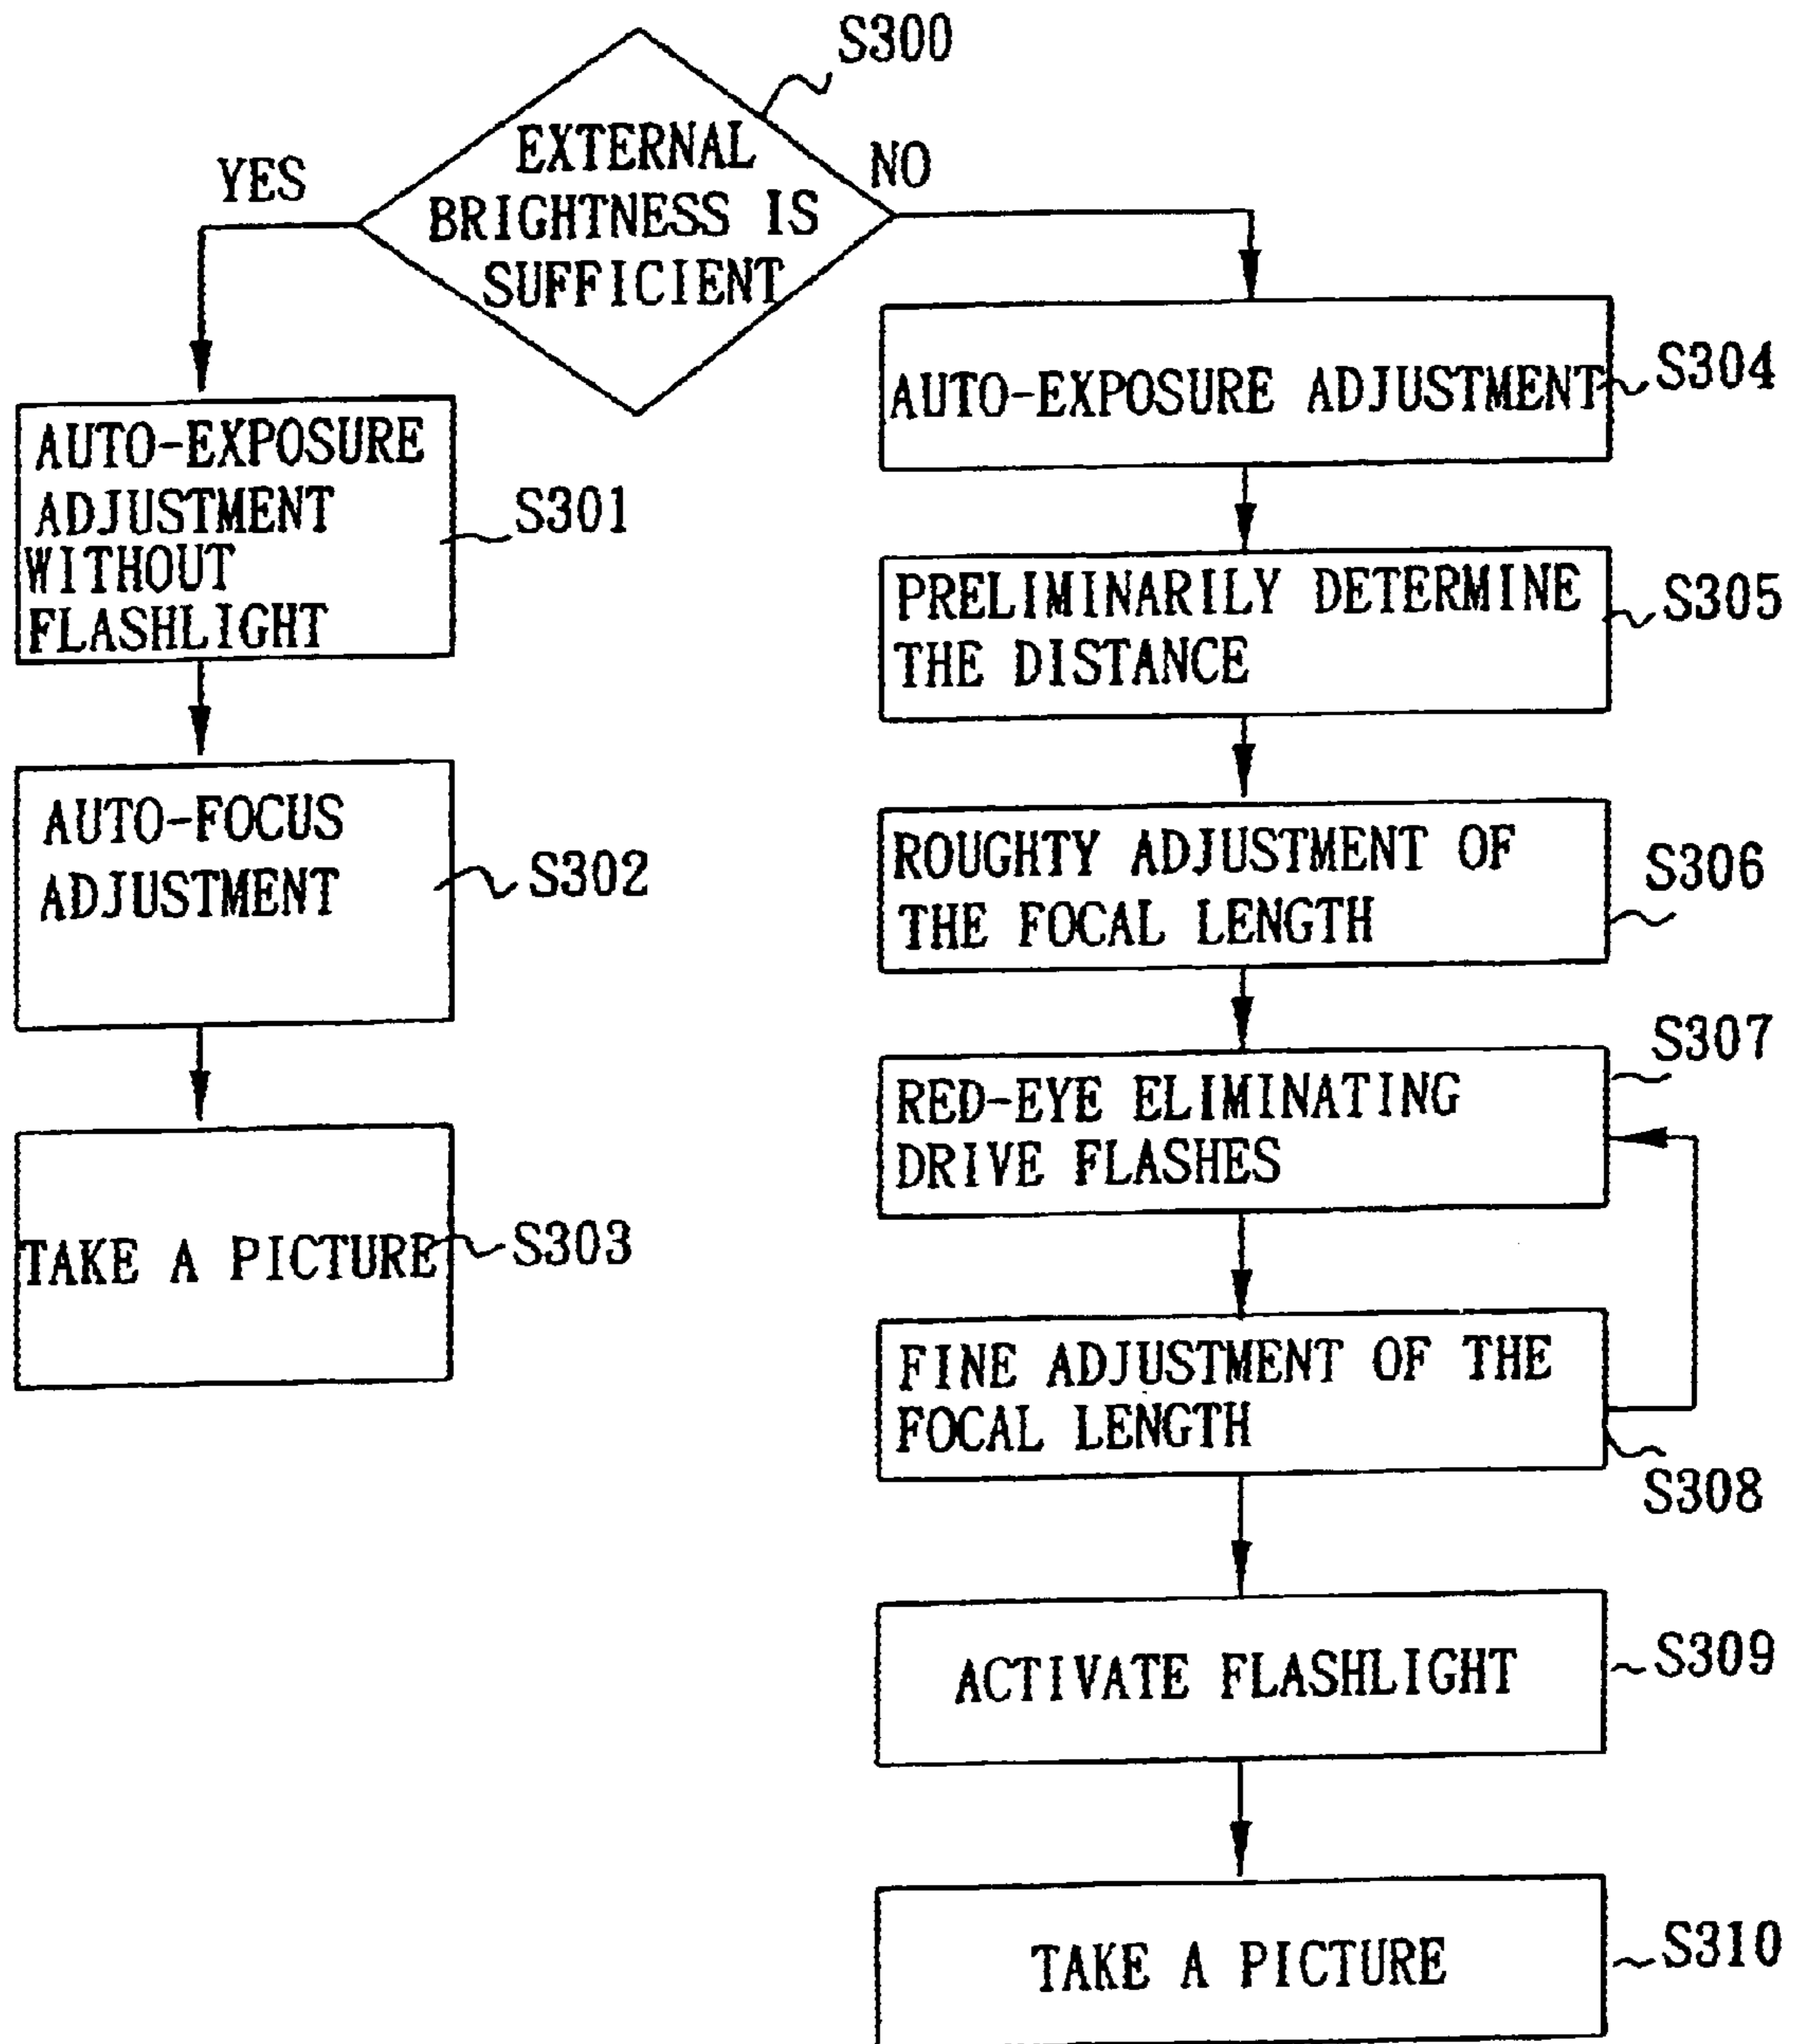 S300
EXTERNAL
BRIGHTNESS IS
SUFFICIENT
YES
NO
AUTO-EXPOSURE
ADJUSTMENT
WITHOUT
FLASHLIGHT
S301
AUTO-FOCUS
ADJUSTMENT
S302
TAKE A PICTURE
S303
AUTO-EXPOSURE ADJUSTMENT
S304
PRELIMINARILY DETERMINE
THE DISTANCE
S305
ROUGHTY ADJUSTMENT OF
THE FOCAL LENGTH
S306
RED-EYE ELIMINATING
DRIVE FLASHES
S307
FINE ADJUSTMENT OF THE
FOCAL LENGTH
S308
ACTIVATE FLASHLIGHT
S309
TAKE A PICTURE
S310